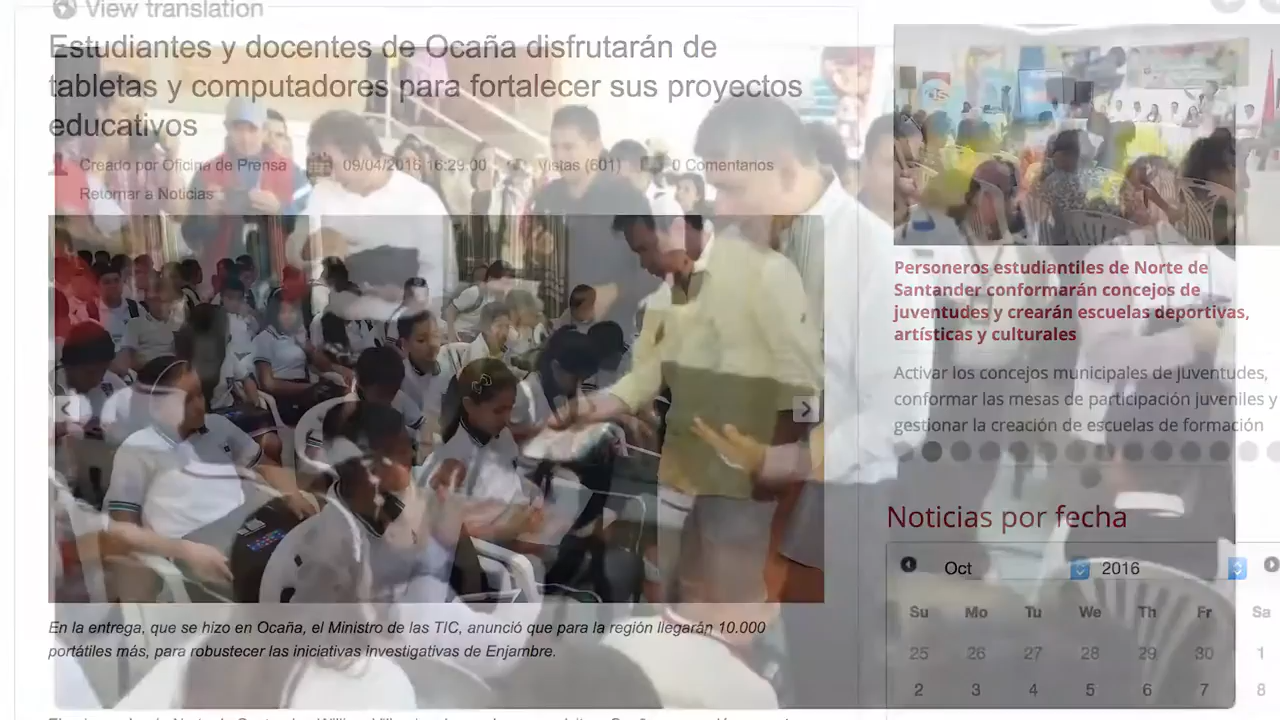 View translation
Estudiantes y docentes de Ocaña disfrutarán de
tabletas y computadores para fortalecer sus proyectos
educativos
Creado por Oficina de Prensa 09/04/2016 16:29:00 Vistas (601) 0 Comentarios
Retornar a Noticias
En la entrega, que se hizo en Ocaña, el Ministro de las TIC, anunció que para la región llegarán 10.000
portátiles más, para robustecer las iniciativas investigativas de Enjambre.
Personeros estudiantiles de Norte de
Santander conformarán concejos de
juventudes y crearán escuelas deportivas,
artísticas y culturales
Activar los concejos municipales de juventudes,
conformar las mesas de participación juveniles y
gestionar la creación de escuelas de formación
Noticias por fecha
Oct 2016
Su Mo Tu We Th Fr Sa
25 26 27 28 29 30 1
2 3 4 5 6 7 8